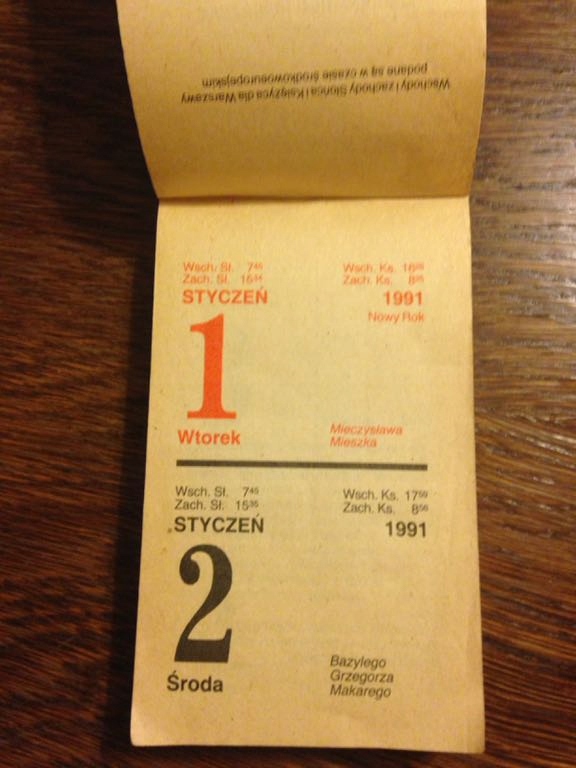 Wschody i zachody Słońca i Księżyca dla Warszawy
podane są w czasie środkowoeuropejskim
Wsch. Sł. 7⁴⁵ Wsch. Ks.
Zach. Sł. 15³⁴ Zach. Ks.
STYCZEŃ 1991
Nowy Rok
1
Wtorek
Mieczysława
Mieszka
Wsch. Sł. 7⁴⁵ Wsch. Ks. 17⁵⁰
Zach. Sł. 15³⁵ Zach. Ks. 8⁵⁶
STYCZEŃ 1991
2
Środa
Bazylego
Grzegorza
Makarego